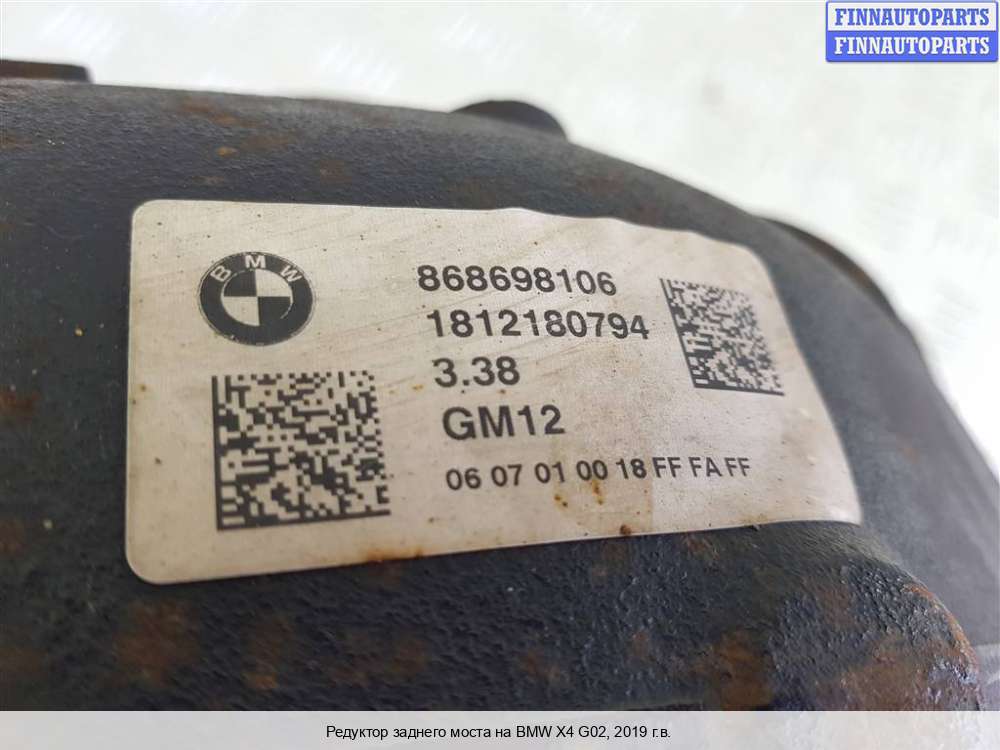 FINNAUTOPARTS
FINNAUTOPARTS
BMW
868698106
1812180794
3.38
GM12
06 07 01 00 18 FF FA FF
Редуктор заднего моста на BMW X4 G02, 2019 г.в.